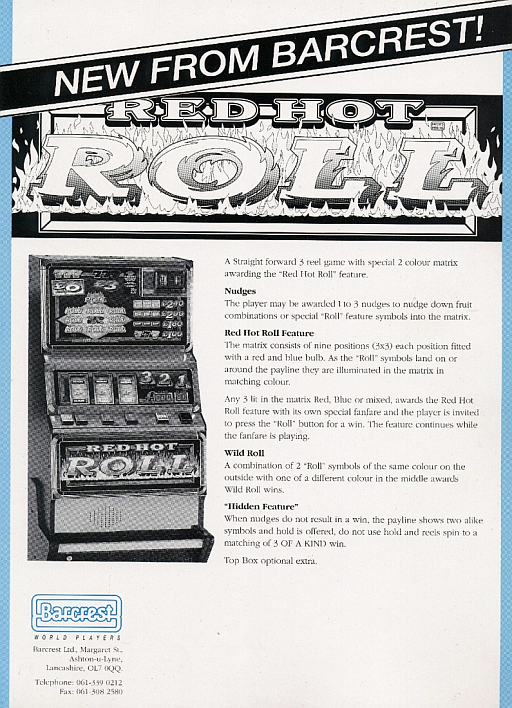 NEW FROM BARCREST!
RED HOT
ROLL
A Straight forward 3 reel game with special 2 colour matrix
awarding the "Red Hot Roll" feature.
Nudges
The player may be awarded 1 to 3 nudges to nudge down fruit
combinations or special "Roll" feature symbols into the matrix.
Red Hot Roll Feature
The matrix consists of nine positions (3x3) each position fitted
with a red and blue bulb. As the "Roll" symbols land on or
around the payline they are illuminated in the matrix in
matching colour.
Any 3 lit in the matrix Red, Blue or mixed, awards the Red Hot
Roll feature with its own special fanfare and the player is invited
to press the "Roll" button for a win. The feature continues while
the fanfare is playing.
Wild Roll
A combination of 2 "Roll" symbols of the same colour on the
outside with one of a different colour in the middle awards
Wild Roll wins.
"Hidden Feature"
When nudges do not result in a win, the payline shows two alike
symbols and hold is offered, do not use hold and reels spin to a
matching of 3 OF A KIND win.
Top Box optional extra.
321
RED HOT
ROLL
Barcrest
WORLD PLAYERS
Barcrest Ltd., Margaret St.,
Ashton-u-Lyne,
Lancashire, OL7 0QQ.
Telephone: 061-339 0212
Fax: 061-308 2580